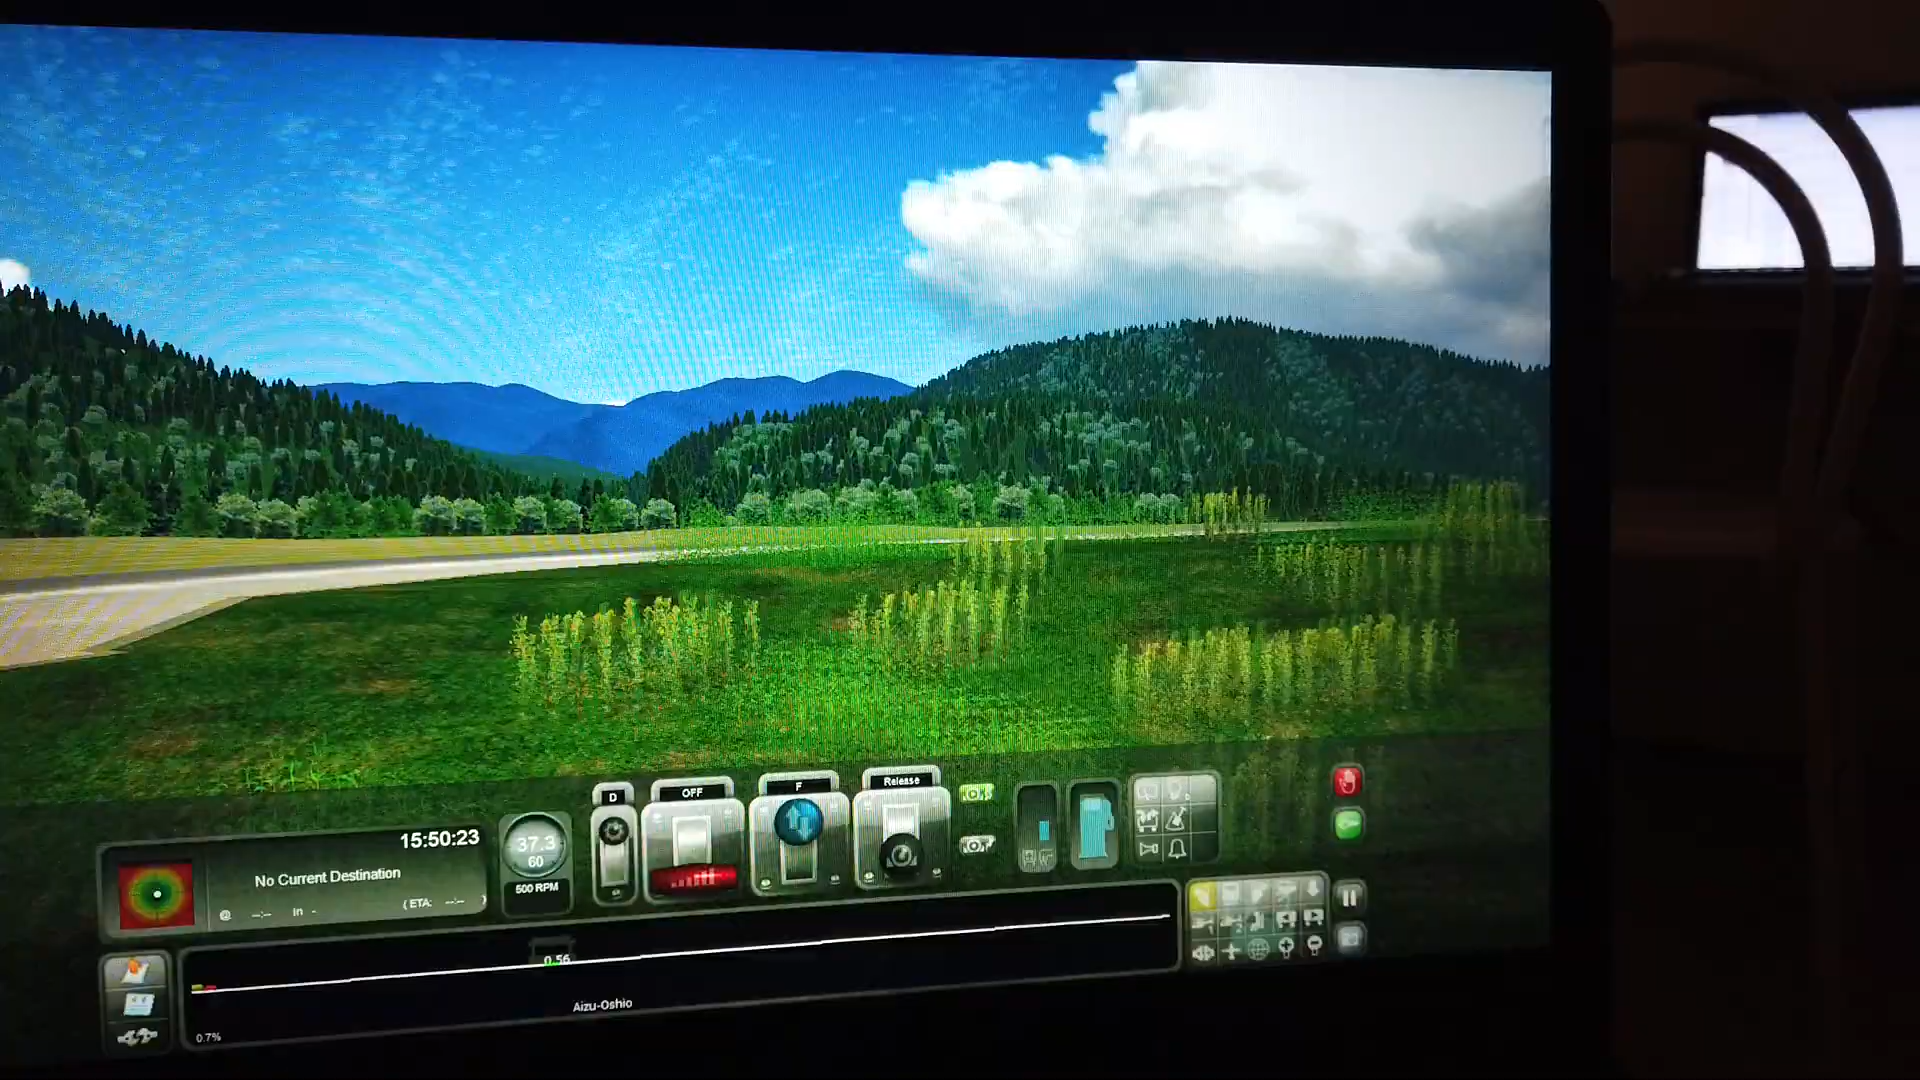 D
OFF
F
Release
15:50:23
37.3
60
500 RPM
No Current Destination
@ --:-- In - ( ETA: --:-- )
0.56
Aizu-Oshio
0.7%